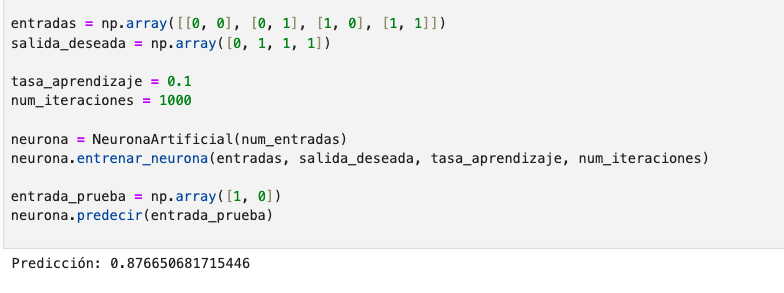 entradas = np.array([[0, 0], [0, 1], [1, 0], [1, 1]])
salida_deseada = np.array([0, 1, 1, 1])
tasa_aprendizaje = 0.1
num_iteraciones = 1000
neurona = NeuronaArtificial(num_entradas)
neurona.entrenar_neurona(entradas, salida_deseada, tasa_aprendizaje, num_iteraciones)
entrada_prueba = np.array([1, 0])
neurona.predecir(entrada_prueba)
Predicción: 0.876650681715446